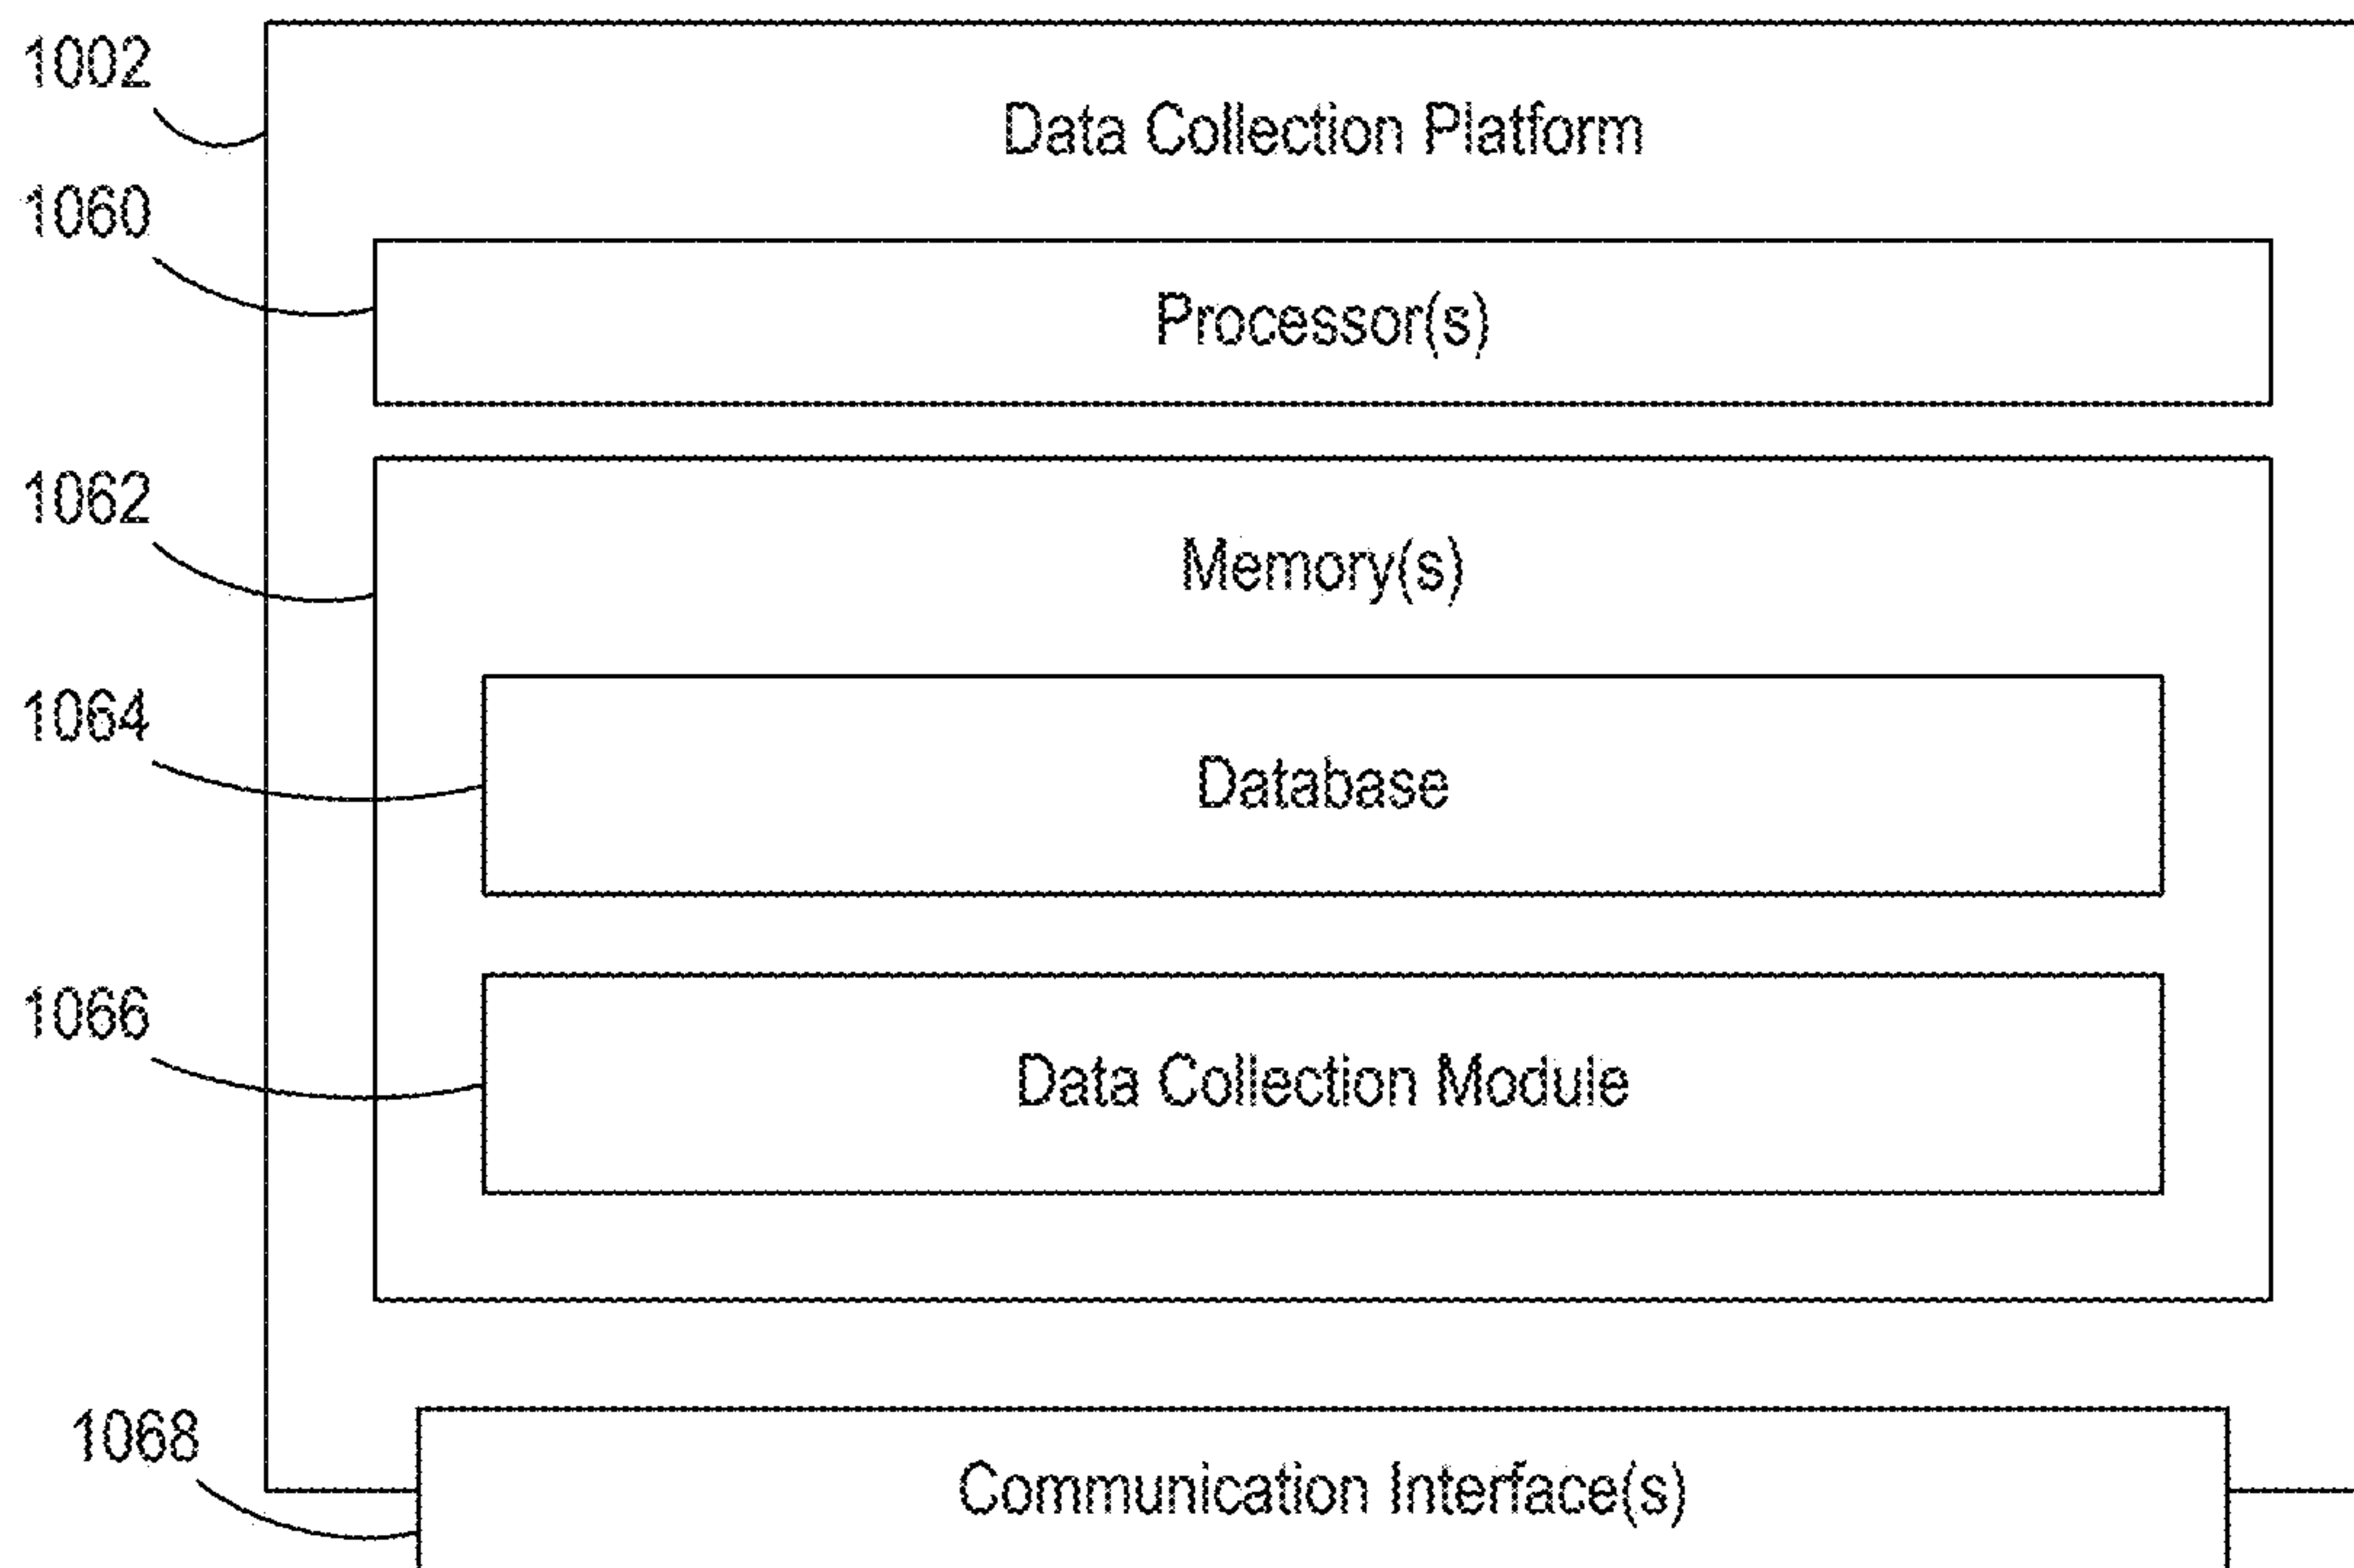 1002
Data Collection Platform
1060
Processor(s)
1062
Memory(s)
1064
Database
1066
Data Collection Module
1068
Communication Interface(s)